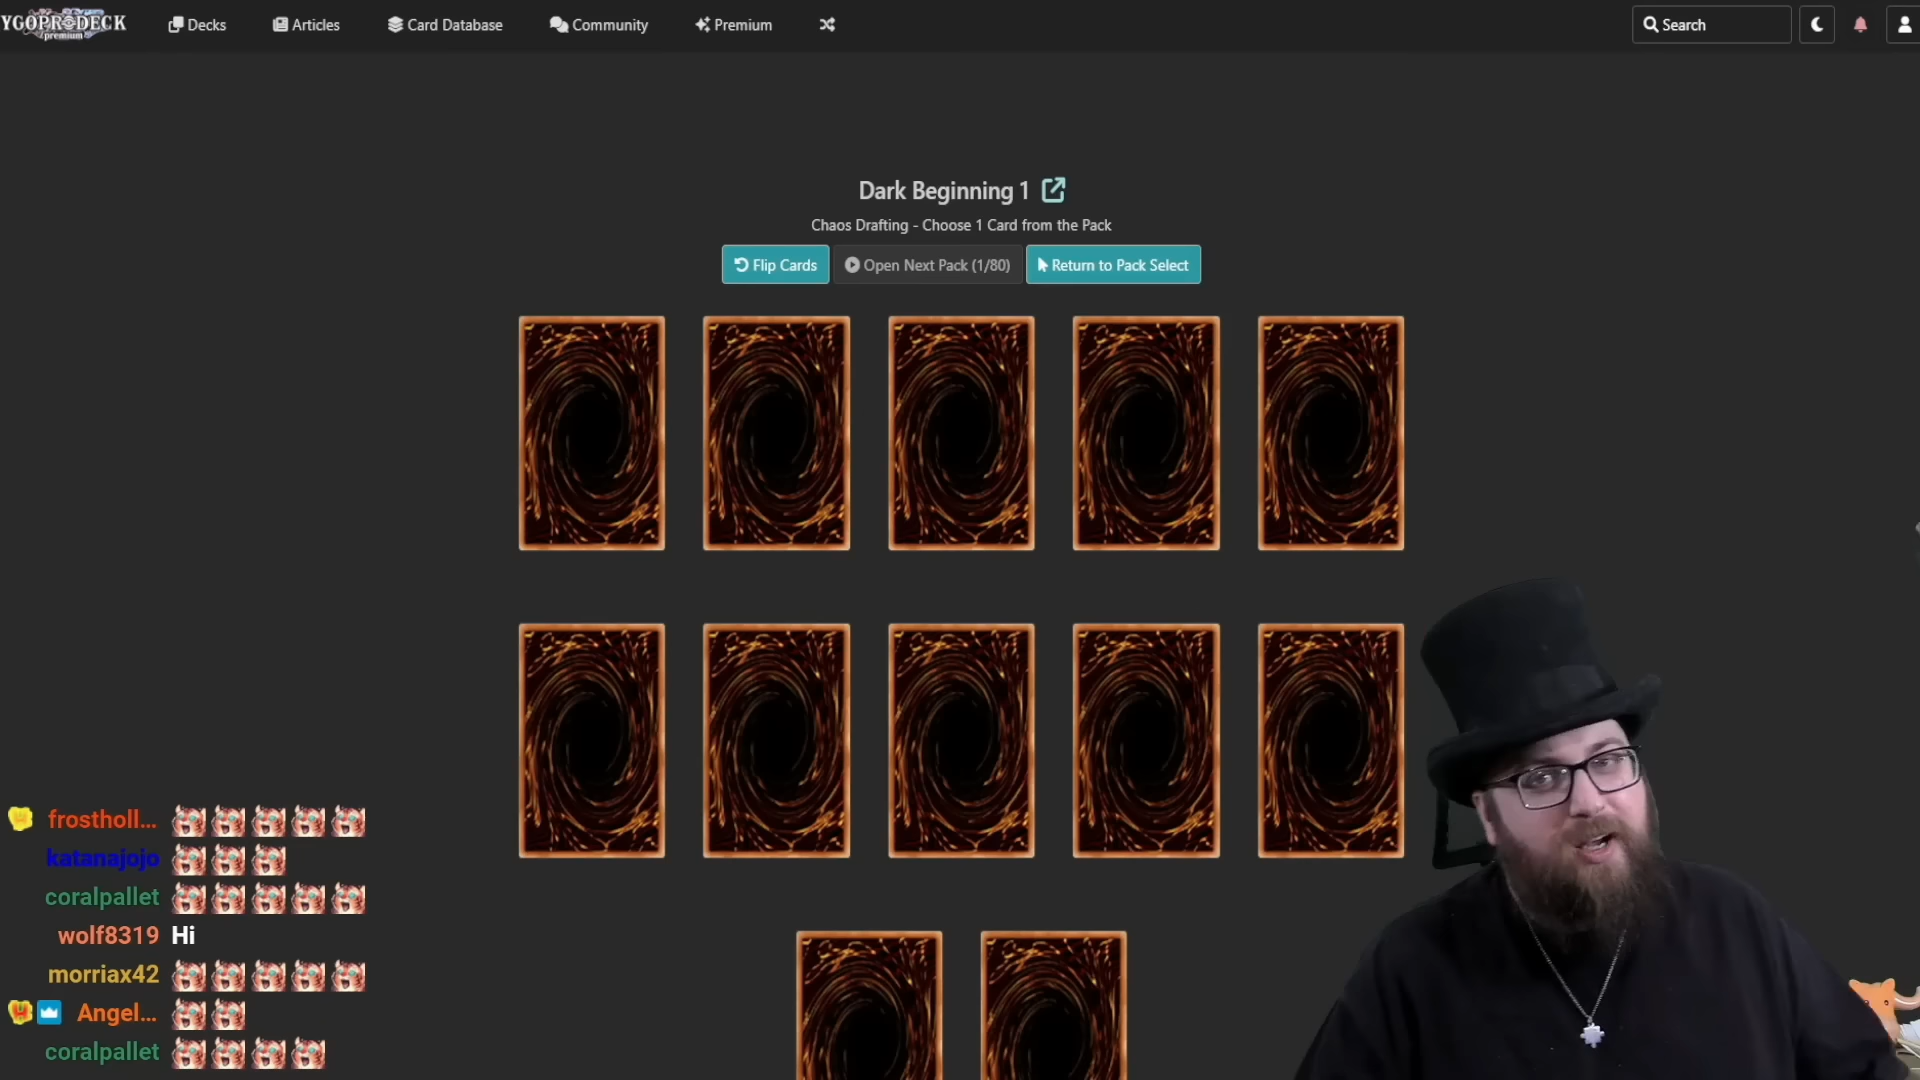 YGOPRODECK
premium
Decks
Articles
Card Database
Community
Premium
Search
Dark Beginning 1
Chaos Drafting - Choose 1 Card from the Pack
Flip Cards
Open Next Pack (1/80)
Return to Pack Select
frostholl...
katanajojo
coralpallet
wolf8319 Hi
morriax42
Angel...
coralpallet